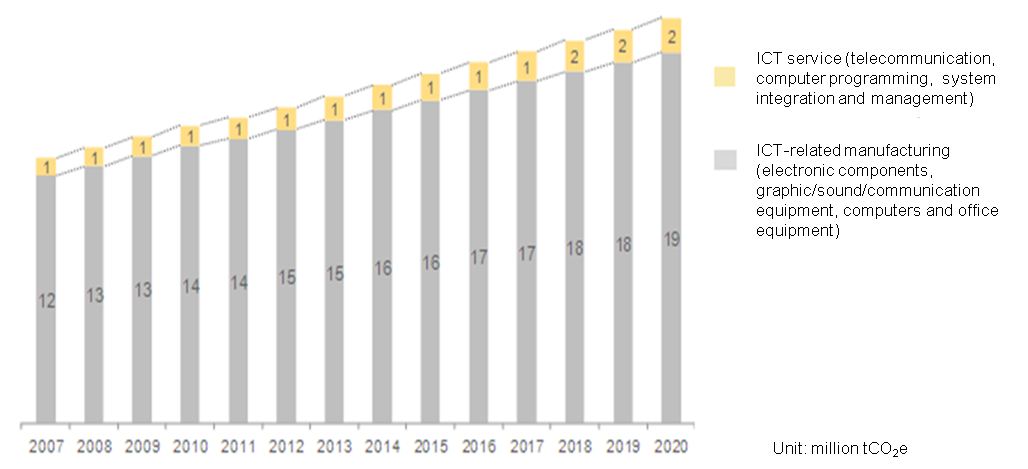 1 1 1 1 1 1 1 1 1 1 1 2 2 2
12 13 13 14 14 15 15 16 16 17 17 18 18 19
2007 2008 2009 2010 2011 2012 2013 2014 2015 2016 2017 2018 2019 2020
ICT service (telecommunication,
computer programming, system
integration and management)
ICT-related manufacturing
(electronic components,
graphic/sound/communication
equipment, computers and office
equipment)
Unit: million tCO₂e